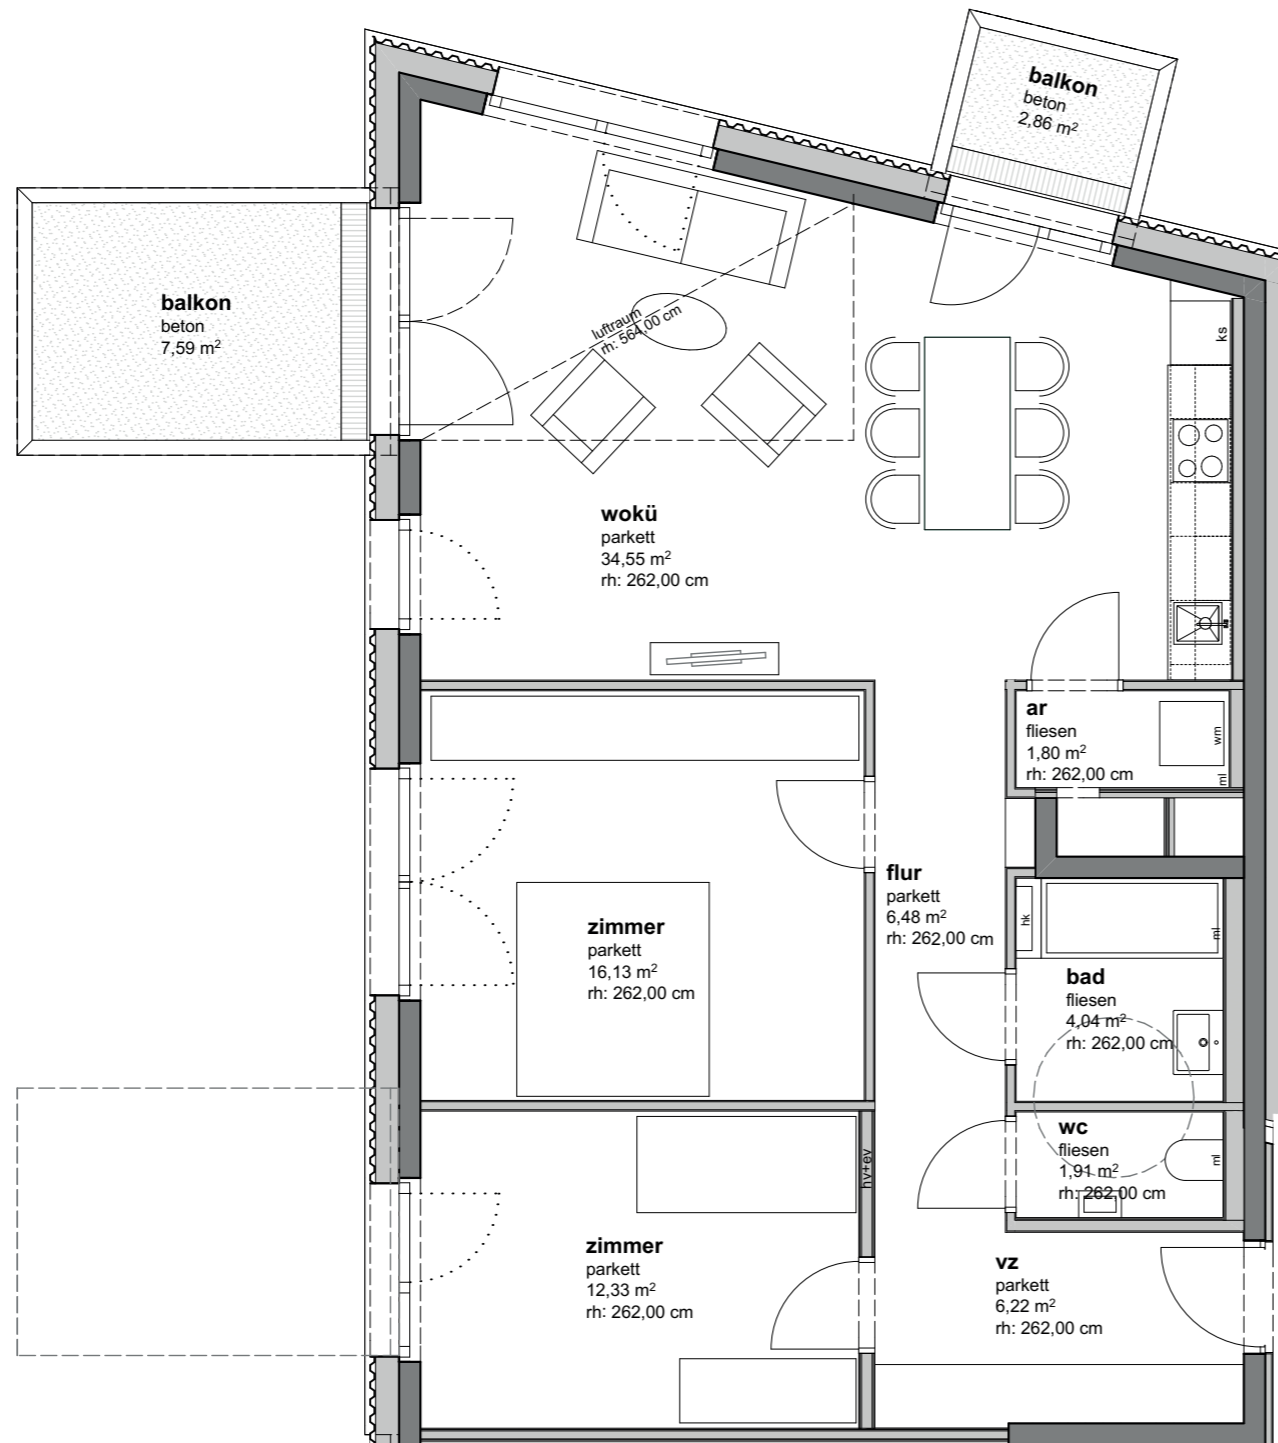 balkon
beton
2,86 m²
balkon
beton
7,59 m²
luftraum
rh: 564,00 cm
ks
wokü
parkett
34,55 m²
rh: 262,00 cm
ar
fliesen
1,80 m²
rh: 262,00 cm
wm
ml
flur
parkett
6,48 m²
rh: 262,00 cm
zimmer
parkett
16,13 m²
rh: 262,00 cm
hk
ml
bad
fliesen
4,04 m²
rh: 262,00 cm
wc
fliesen
1,91 m²
rh: 262,00 cm
ml
hv+ev
zimmer
parkett
12,33 m²
rh: 262,00 cm
vz
parkett
6,22 m²
rh: 262,00 cm